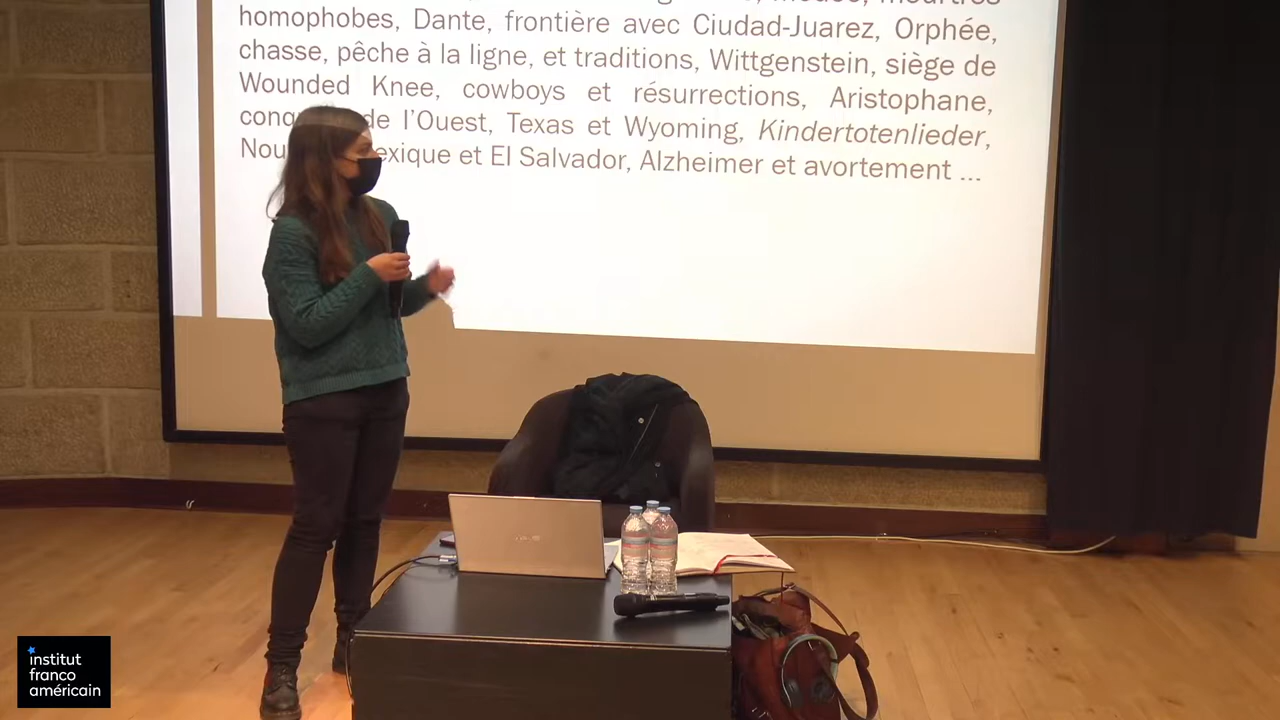 homophobes, Dante, frontière avec Ciudad-Juarez, Orphée,
chasse, pêche à la ligne, et traditions, Wittgenstein, siège de
Wounded Knee, cowboys et résurrections, Aristophane,
de l'Ouest, Texas et Wyoming, Kindertotenlieder,
et El Salvador, Alzheimer et avortement ...
institut
franco
américain